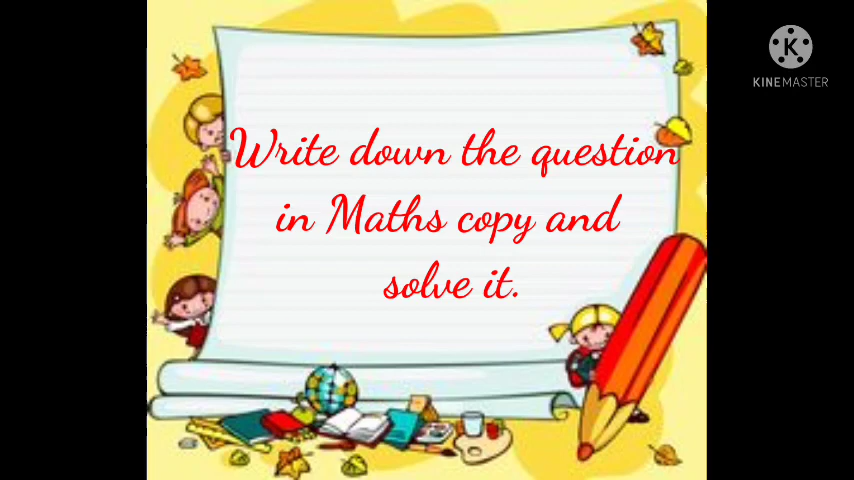 Write down the question
in Maths copy and
solve it.
K
KINEMASTER